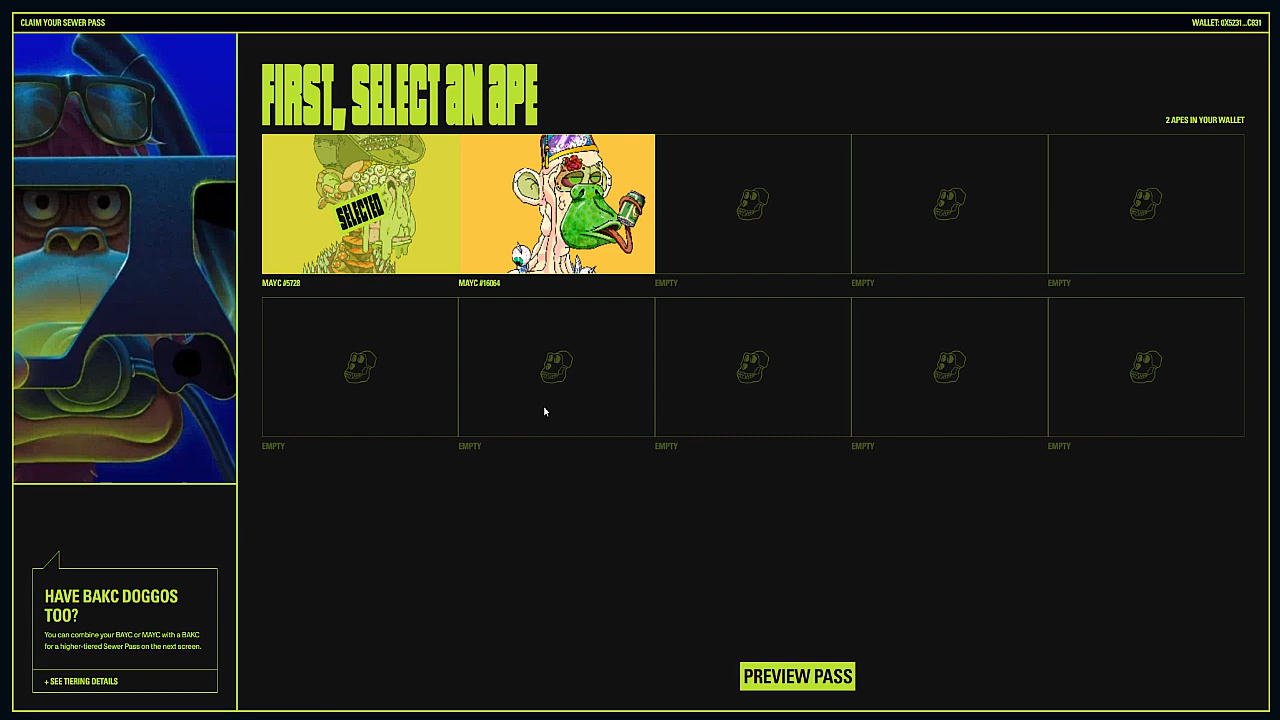 CLAIM YOUR SEWER PASS
WALLET: 0X5231...C831
FIRST, SELECT AN APE
2 APES IN YOUR WALLET
SELECTED
MAYC #5728
MAYC #16064
EMPTY
EMPTY
EMPTY
EMPTY
EMPTY
EMPTY
EMPTY
EMPTY
HAVE BAKC DOGGOS
TOO?
You can combine your BAYC or MAYC with a BAKC
for a higher-tiered Sewer Pass on the next screen.
+ SEE TIERING DETAILS
PREVIEW PASS